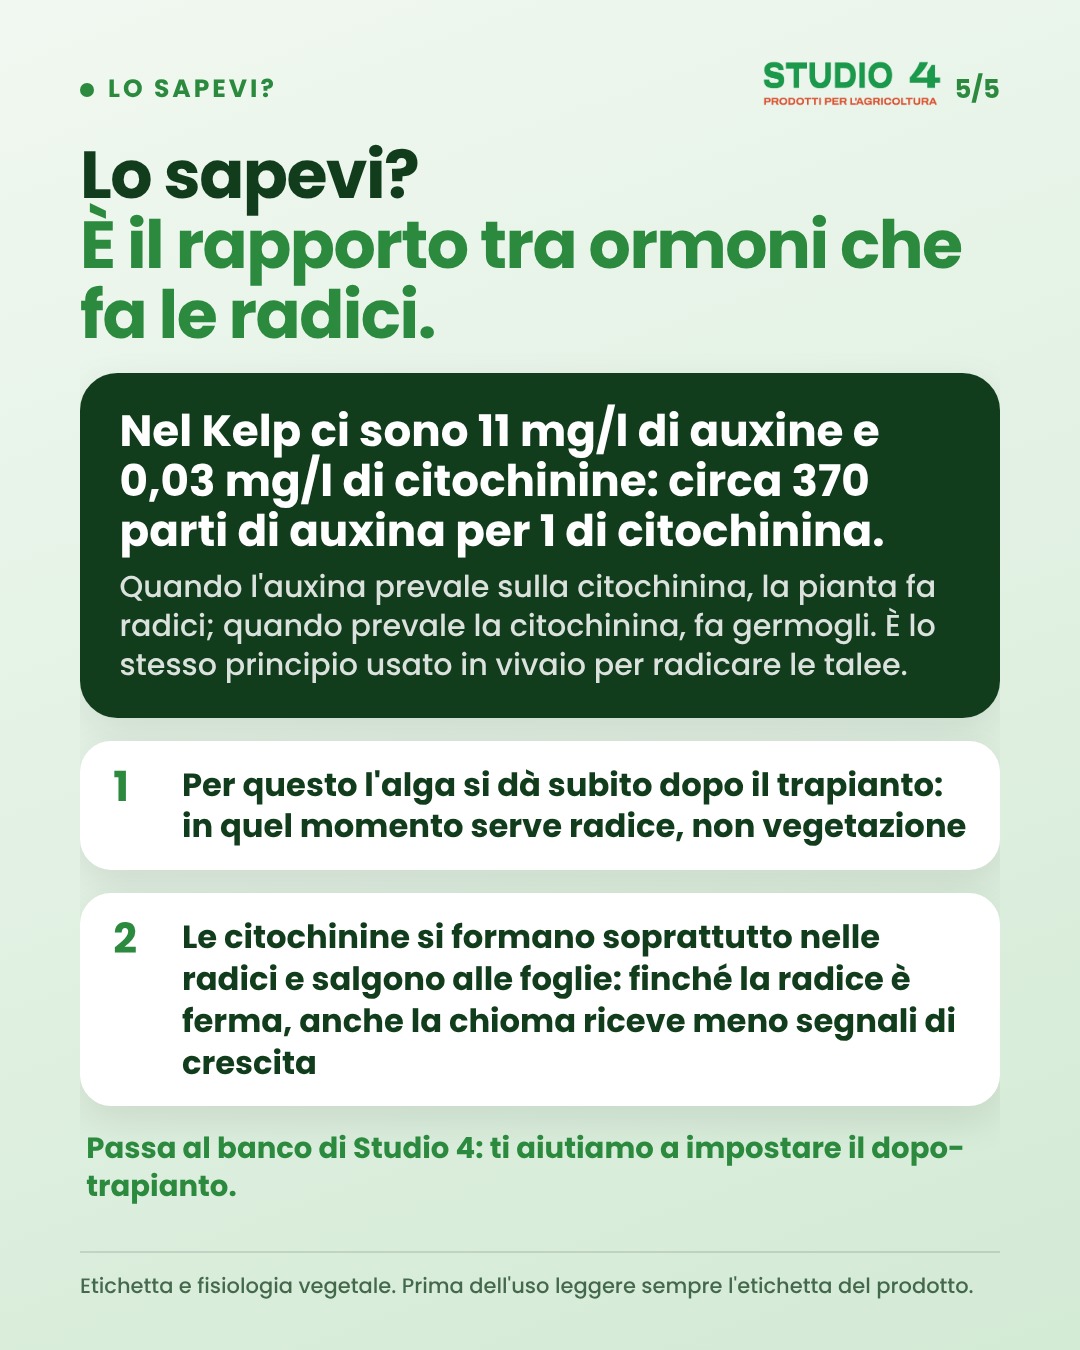 LO SAPEVI?
STUDIO 4
PRODOTTI PER L'AGRICOLTURA
5/5
Lo sapevi?
È il rapporto tra ormoni che
fa le radici.
Nel Kelp ci sono 11 mg/l di auxine e
0,03 mg/l di citochinine: circa 370
parti di auxina per 1 di citochinina.
Quando l'auxina prevale sulla citochinina, la pianta fa
radici; quando prevale la citochinina, fa germogli. È lo
stesso principio usato in vivaio per radicare le talee.
1
Per questo l'alga si dà subito dopo il trapianto:
in quel momento serve radice, non vegetazione
2
Le citochinine si formano soprattutto nelle
radici e salgono alle foglie: finché la radice è
ferma, anche la chioma riceve meno segnali di
crescita
Passa al banco di Studio 4: ti aiutiamo a impostare il dopo-
trapianto.
Etichetta e fisiologia vegetale. Prima dell'uso leggere sempre l'etichetta del prodotto.